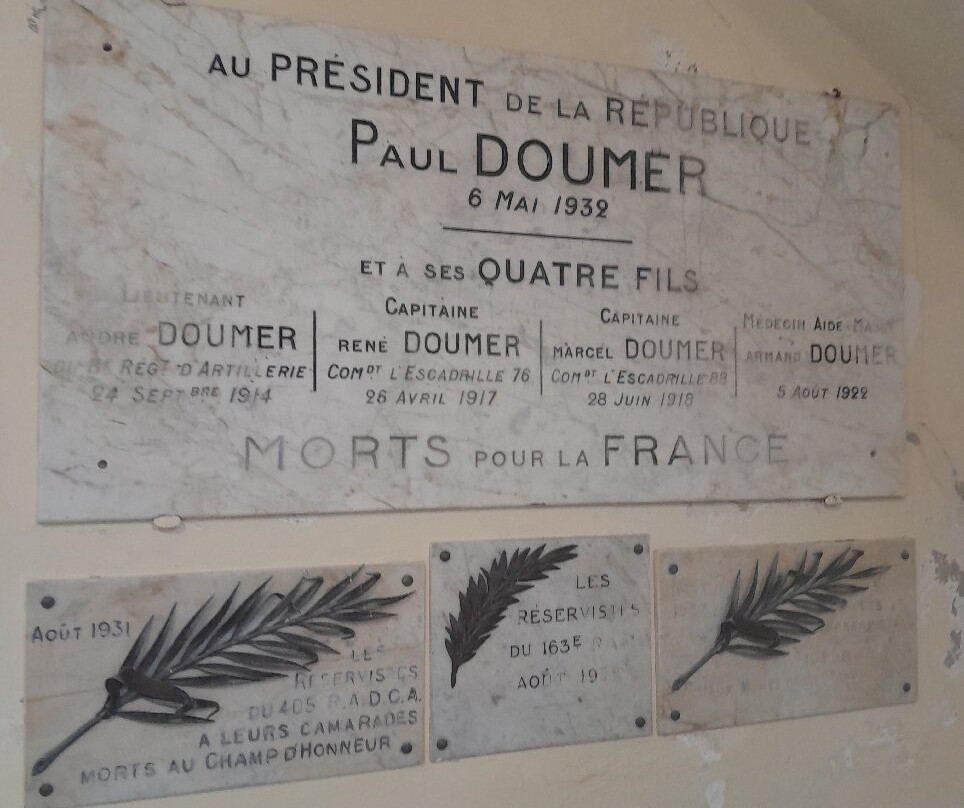 AU PRÉSIDENT DE LA RÉPUBLIQUE
PAUL DOUMER
6 MAI 1932
ET À SES QUATRE FILS
LIEUTENANT
ANDRÉ DOUMER
RÉGT D'ARTILLERIE
24 SEPTBRE 1914
CAPITAINE
RENÉ DOUMER
COMDT L'ESCADRILLE 76
26 AVRIL 1917
CAPITAINE
MARCEL DOUMER
COMDT L'ESCADRILLE 88
28 JUIN 1918
MÉDECIN AIDE-
ARMAND DOUMER
5 AOÛT 1922
MORTS POUR LA FRANCE
AOÛT 1931
LES
RÉSERVISTES
DU 405 R.A.D.C.A.
A LEURS CAMARADES
MORTS AU CHAMP D'HONNEUR
LES
RÉSERVISTES
DU 163E
AOÛT